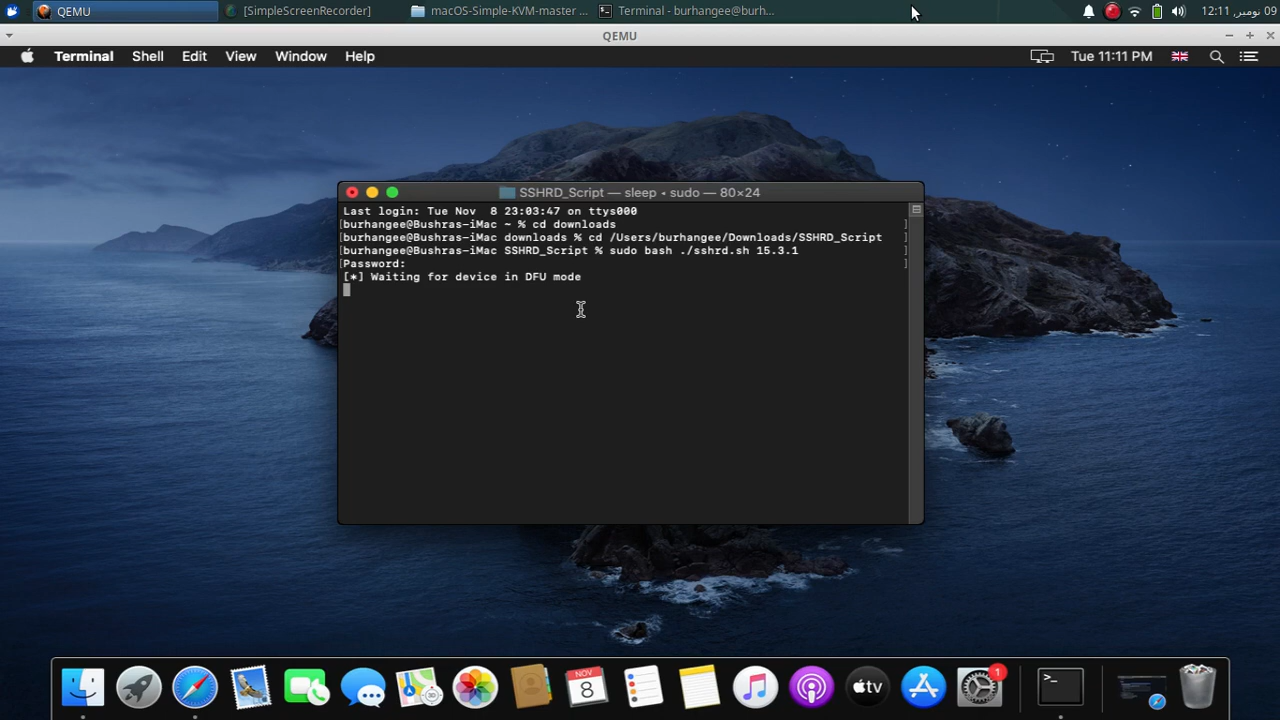 QEMU
[SimpleScreenRecorder]
macOS-Simple-KVM-master ...
Terminal - burhangee@burh...
09 نومبر, 12:11
QEMU
Terminal Shell Edit View Window Help
Tue 11:11 PM
SSHRD_Script — sleep ◂ sudo — 80×24
Last login: Tue Nov  8 23:03:47 on ttys000
[burhangee@Bushras-iMac ~ % cd downloads ]
[burhangee@Bushras-iMac downloads % cd /Users/burhangee/Downloads/SSHRD_Script ]
[burhangee@Bushras-iMac SSHRD_Script % sudo bash ./sshrd.sh 15.3.1 ]
[Password: ]
[*] Waiting for device in DFU mode
NOV
8
tv
1
>_